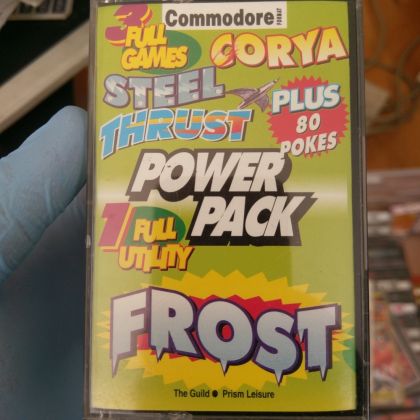 3 FULL GAMES
Commodore FORMAT
CORYA
STEEL
THRUST
PLUS
80
POKES
POWER
PACK
1 FULL
UTILITY
FROST
The Guild ● Prism Leisure